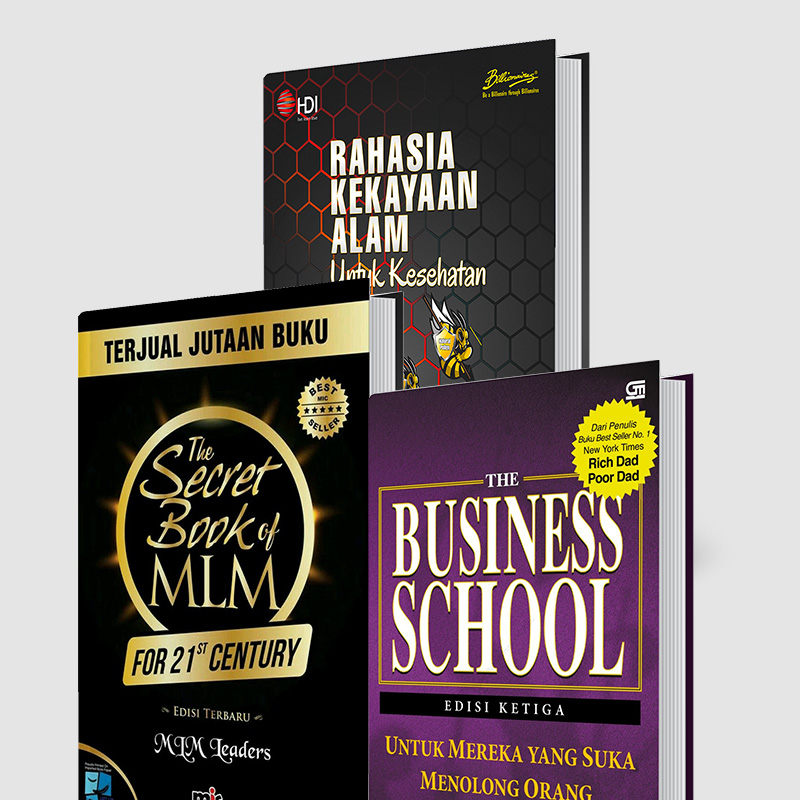 HDI
Billionaires
Be a Billionaire through Billionaires
RAHASIA
KEKAYAAN
ALAM
Untuk Kesehatan
TERJUAL JUTAAN BUKU
BEST
MIC
SELLER
The
Secret
Book of
MLM
FOR 21ST CENTURY
EDISI TERBARU
MLM Leaders
mic
GM
Dari Penulis
Buku Best Seller No. 1
New York Times
Rich Dad
Poor Dad
THE
BUSINESS
SCHOOL
EDISI KETIGA
UNTUK MEREKA YANG SUKA
MENOLONG ORANG